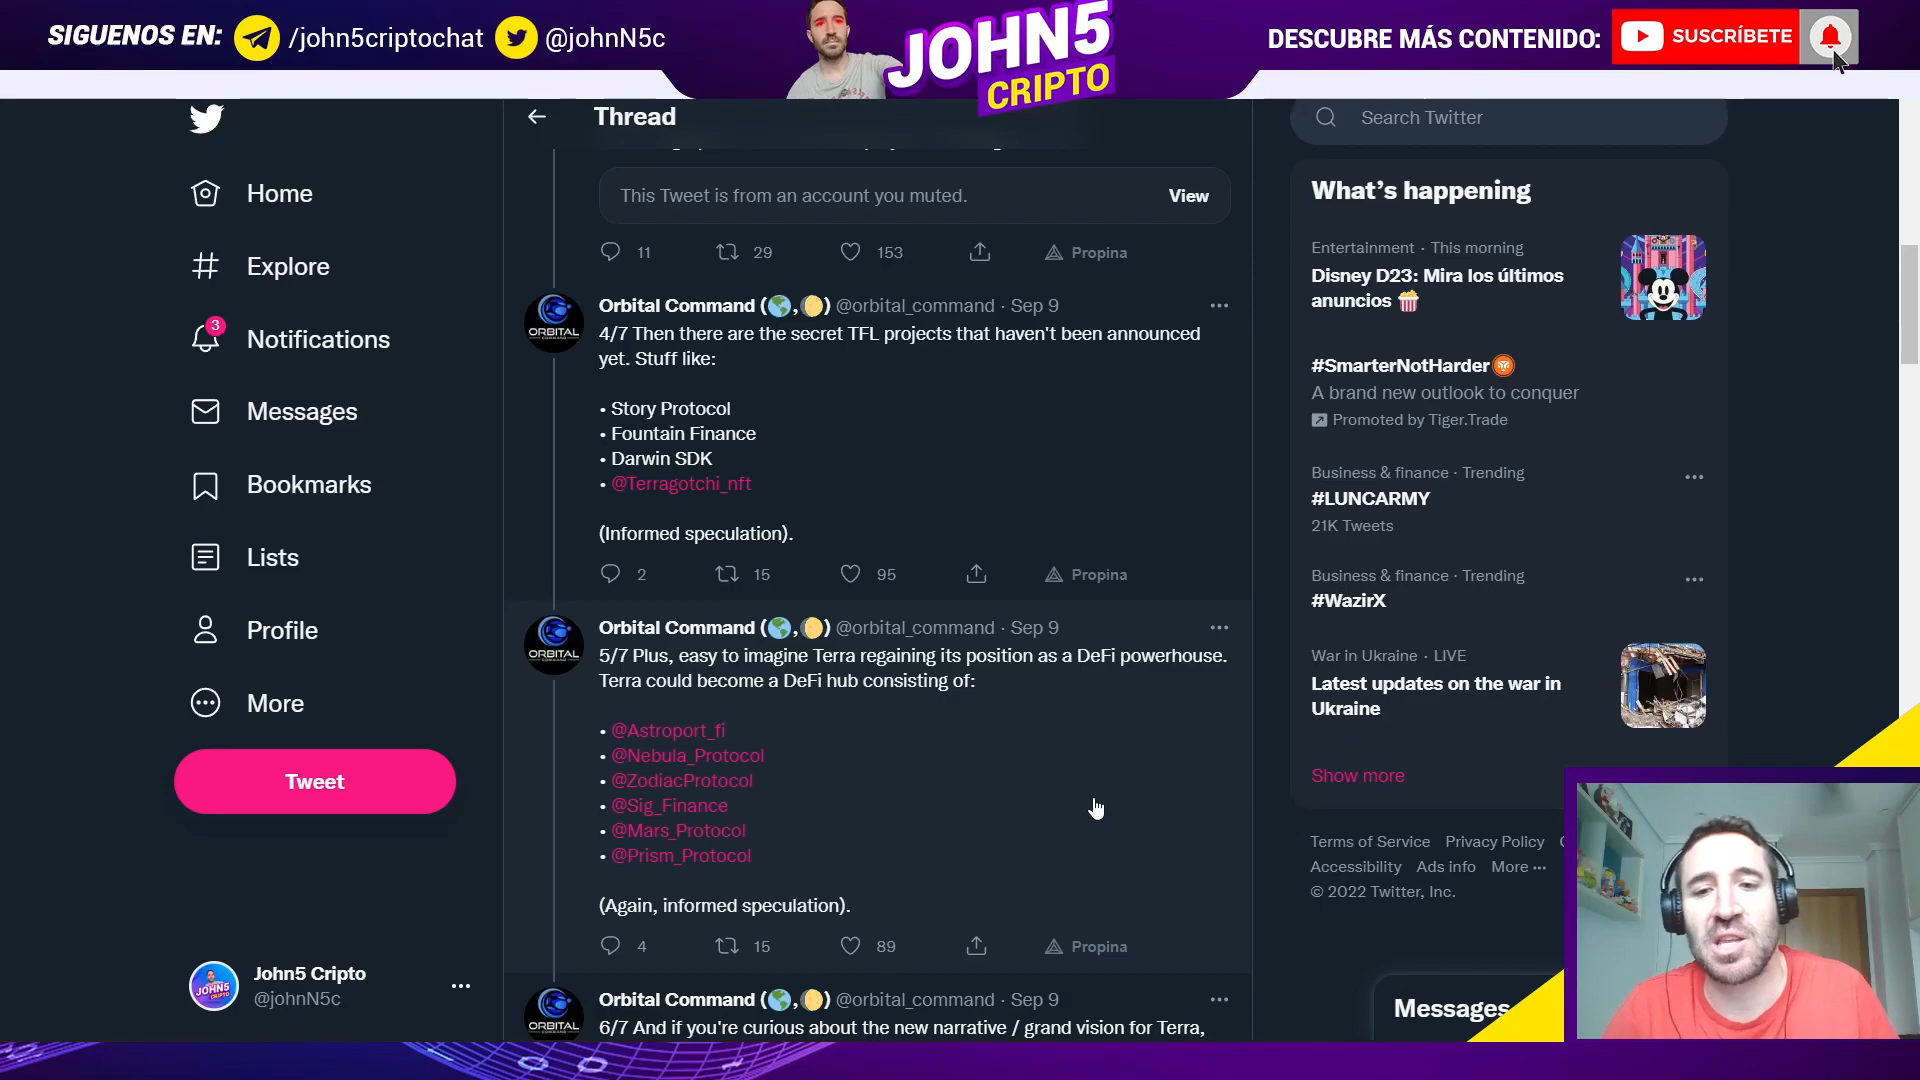 SIGUENOS EN: /john5criptochat @johnN5c
JOHN5
CRIPTO
DESCUBRE MÁS CONTENIDO: SUSCRÍBETE
Home
Explore
3
Notifications
Messages
Bookmarks
Lists
Profile
More
Tweet
JOHN5
John5 Cripto
@johnN5c
Thread
This Tweet is from an account you muted. View
11 29 153 Propina
ORBITAL
COMMAND
Orbital Command (🌎,🌔) @orbital_command · Sep 9
4/7 Then there are the secret TFL projects that haven't been announced
yet. Stuff like:
• Story Protocol
• Fountain Finance
• Darwin SDK
• @Terragotchi_nft
(Informed speculation).
2 15 95 Propina
ORBITAL
COMMAND
Orbital Command (🌎,🌔) @orbital_command · Sep 9
5/7 Plus, easy to imagine Terra regaining its position as a DeFi powerhouse.
Terra could become a DeFi hub consisting of:
• @Astroport_fi
• @Nebula_Protocol
• @ZodiacProtocol
• @Sig_Finance
• @Mars_Protocol
• @Prism_Protocol
(Again, informed speculation).
4 15 89 Propina
ORBITAL
Orbital Command (🌎,🌔) @orbital_command · Sep 9
6/7 And if you're curious about the new narrative / grand vision for Terra,
Search Twitter
What's happening
Entertainment · This morning
Disney D23: Mira los últimos
anuncios 🍿
#SmarterNotHarder
A brand new outlook to conquer
Promoted by Tiger.Trade
Business & finance · Trending
#LUNCARMY
21K Tweets
Business & finance · Trending
#WazirX
War in Ukraine · LIVE
Latest updates on the war in
Ukraine
Show more
Terms of Service Privacy Policy
Accessibility Ads info More ···
© 2022 Twitter, Inc.
Messages